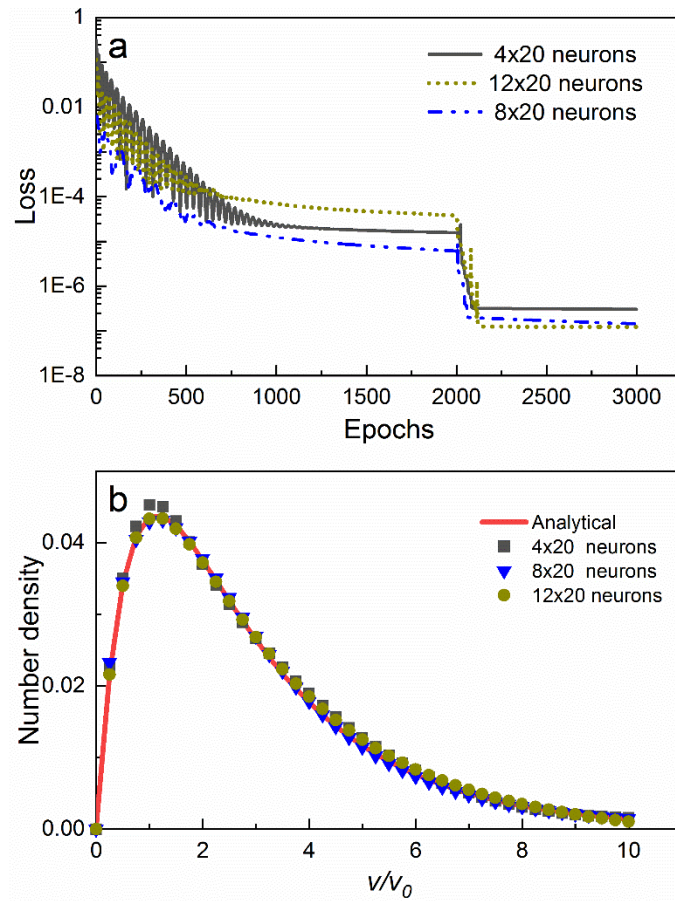 a
1
0.01
1E-4
1E-6
1E-8
Loss
4x20 neurons
12x20 neurons
8x20 neurons
0 500 1000 1500 2000 2500 3000
Epochs
b
0.04
0.02
0.00
Number density
Analytical
4x20 neurons
8x20 neurons
12x20 neurons
0 2 4 6 8 10
v/v₀